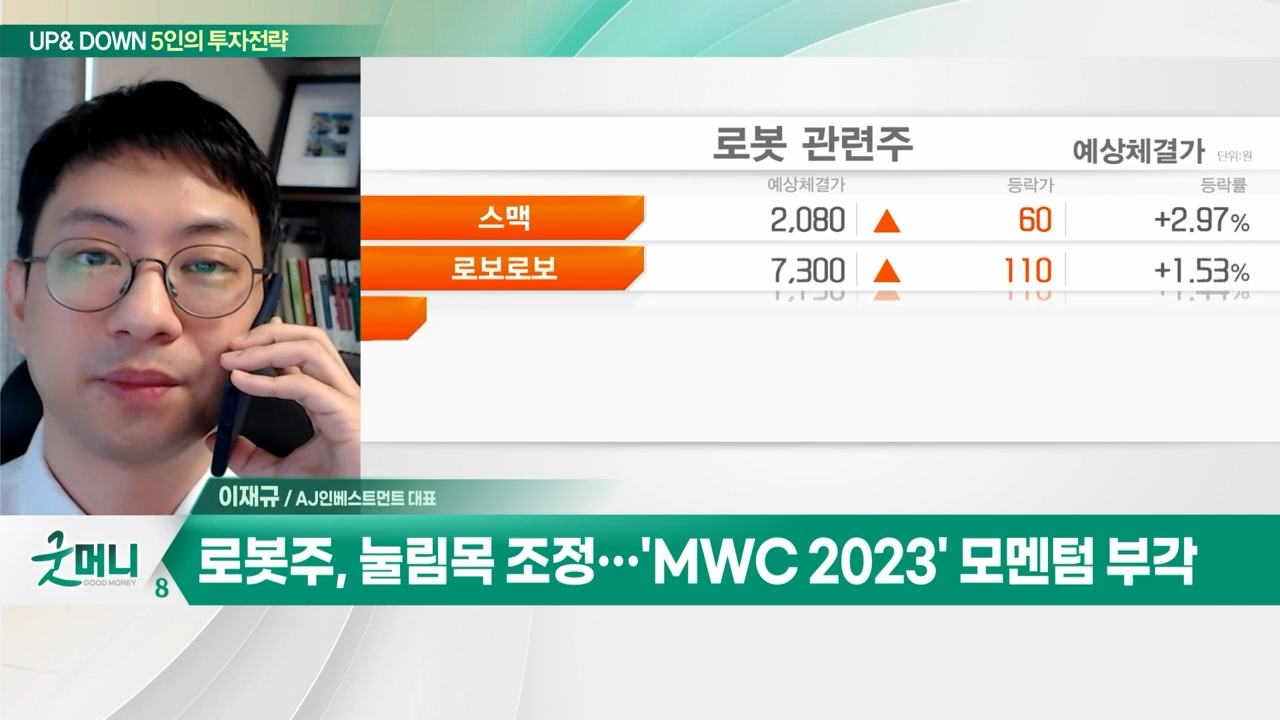 UP& DOWN 5인의 투자전략
로봇 관련주
예상체결가 단위:원
예상체결가 등락가 등락률
스맥 2,080 ▲ 60 +2.97%
로보로보 7,300 ▲ 110 +1.53%
이재규 / AJ인베스트먼트 대표
굿머니
GOOD MONEY
8
로봇주, 눌림목 조정…'MWC 2023' 모멘텀 부각